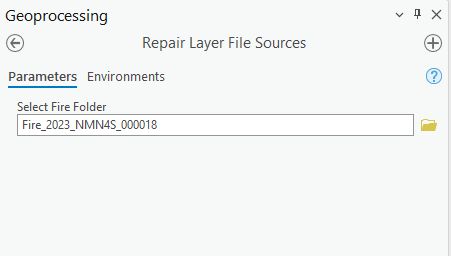 Geoprocessing
Repair Layer File Sources
Parameters Environments
Select Fire Folder
Fire_2023_NMN4S_000018